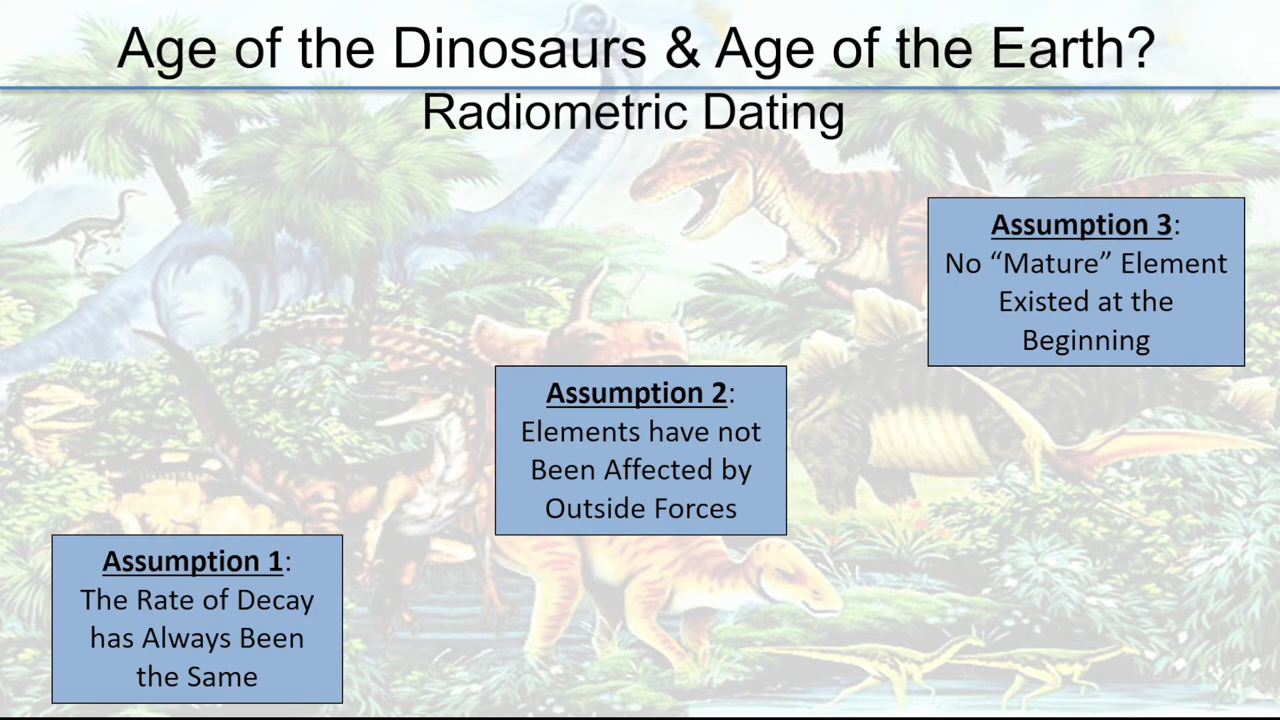 Age of the Dinosaurs & Age of the Earth?
Radiometric Dating
Assumption 1:
The Rate of Decay
has Always Been
the Same
Assumption 2:
Elements have not
Been Affected by
Outside Forces
Assumption 3:
No “Mature” Element
Existed at the
Beginning